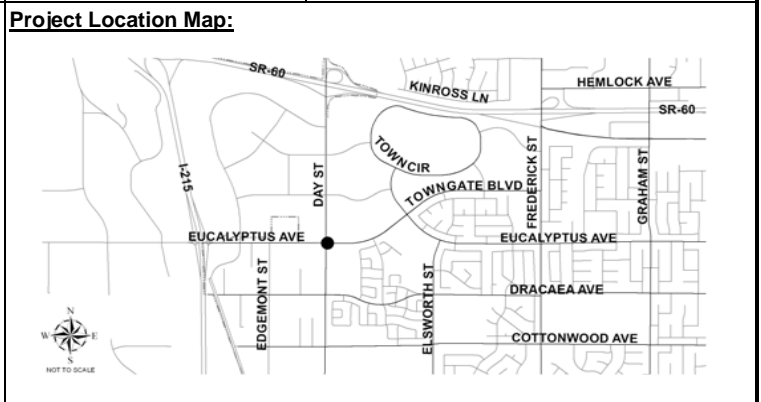 Project Location Map:
SR-60
KINROSS LN
HEMLOCK AVE
SR-60
TOWN CIR
I-215
DAY ST
TOWNGATE BLVD
FREDERICK ST
GRAHAM ST
EUCALYPTUS AVE
EUCALYPTUS AVE
EDGEMONT ST
ELSWORTH ST
DRACAEA AVE
COTTONWOOD AVE
N
W
E
S
NOT TO SCALE